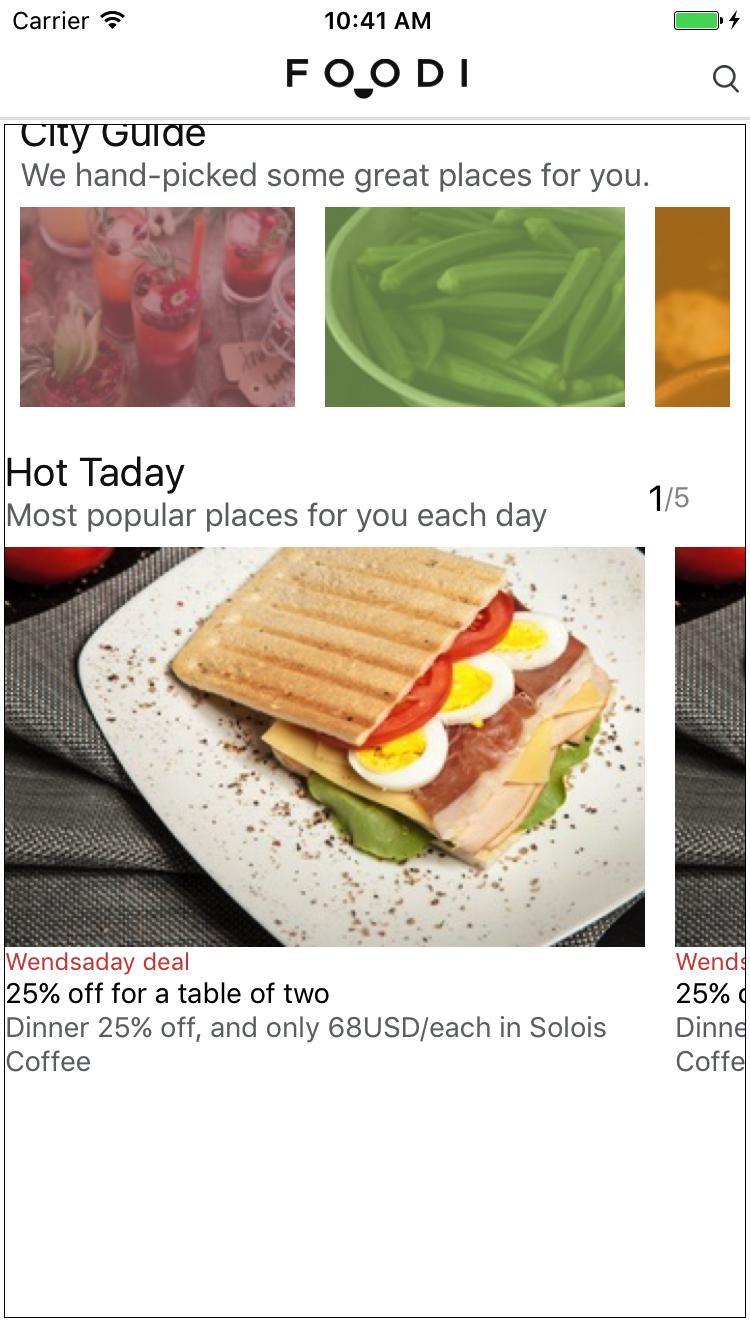 Carrier 10:41 AM
FOODI
City Guide
We hand-picked some great places for you.
Hot Taday
Most popular places for you each day
1/5
Wendsaday deal
25% off for a table of two
Dinner 25% off, and only 68USD/each in Solois
Coffee
Wends
25% o
Dinne
Coffe